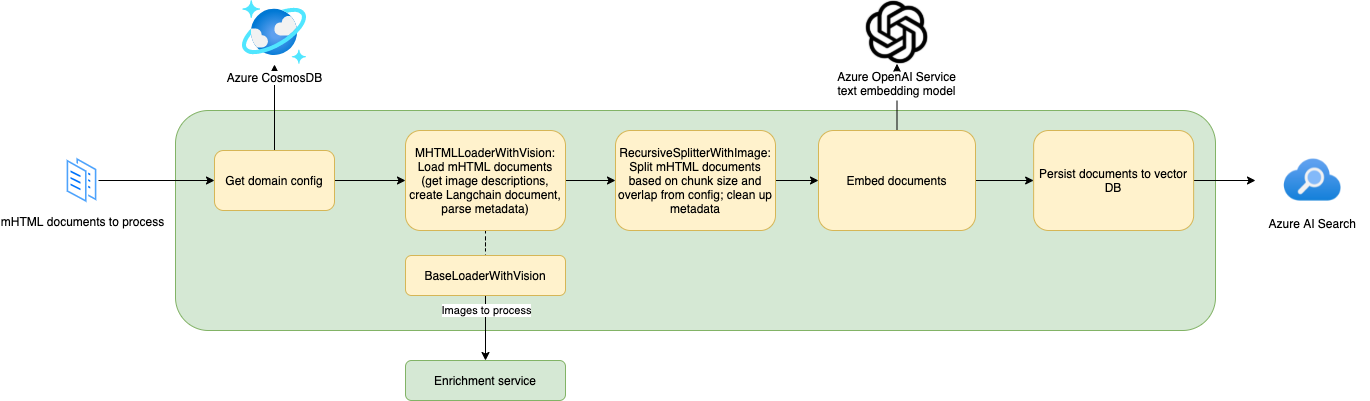 Azure CosmosDB
Azure OpenAI Service
text embedding model
mHTML documents to process
Get domain config
MHTMLLoaderWithVision:
Load mHTML documents
(get image descriptions,
create Langchain document,
parse metadata)
RecursiveSplitterWithImage:
Split mHTML documents
based on chunk size and
overlap from config; clean up
metadata
Embed documents
Persist documents to vector
DB
Azure AI Search
BaseLoaderWithVision
Images to process
Enrichment service